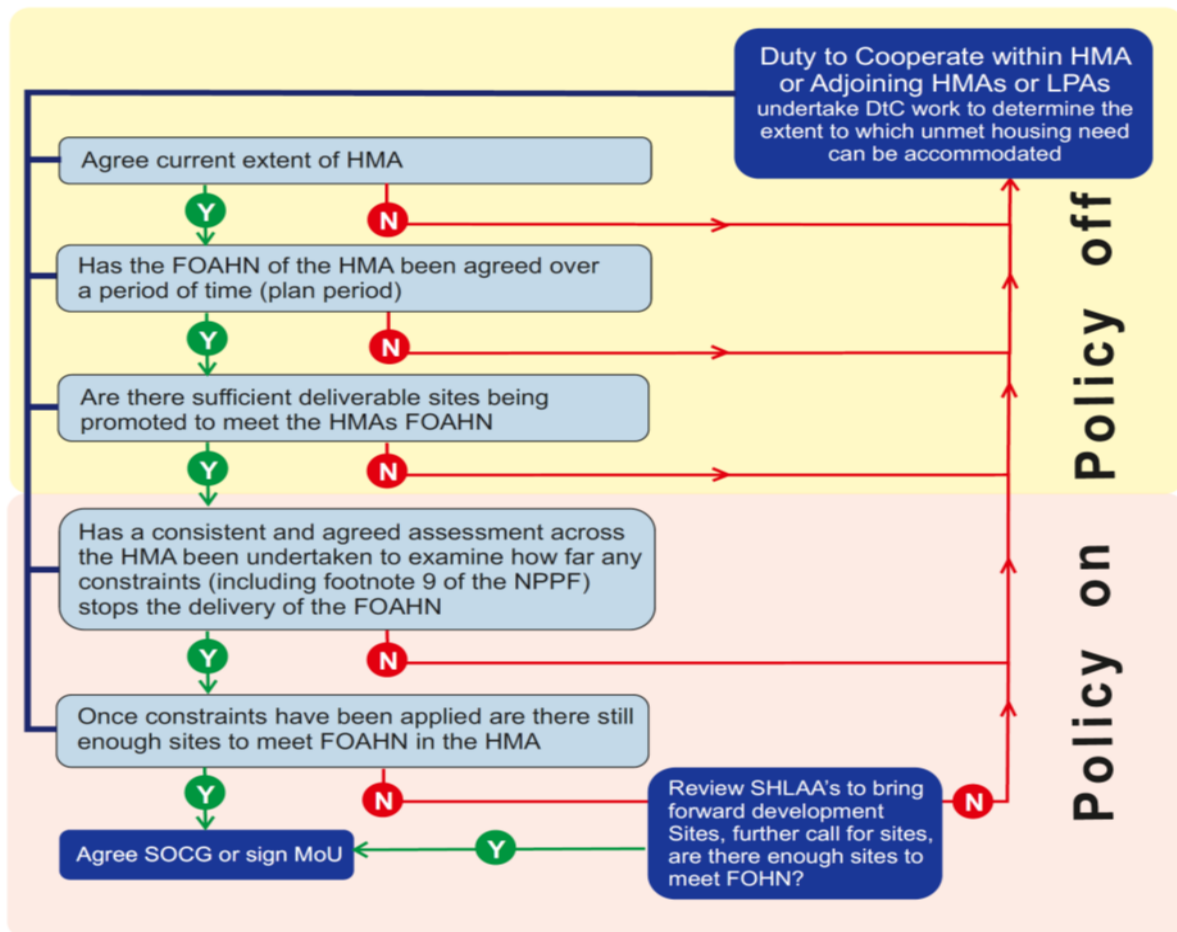 Duty to Cooperate within HMA
or Adjoining HMAs or LPAs
undertake DtC work to determine the
extent to which unmet housing need
can be accommodated
Agree current extent of HMA
Y
N
Has the FOAHN of the HMA been agreed over
a period of time (plan period)
Y
N
Are there sufficient deliverable sites being
promoted to meet the HMAs FOAHN
Y
N
Policy off
Has a consistent and agreed assessment across
the HMA been undertaken to examine how far any
constraints (including footnote 9 of the NPPF)
stops the delivery of the FOAHN
Y
N
Once constraints have been applied are there still
enough sites to meet FOAHN in the HMA
Y
N
Review SHLAA's to bring
forward development
Sites, further call for sites,
are there enough sites to
meet FOHN?
N
Y
Agree SOCG or sign MoU
Policy on